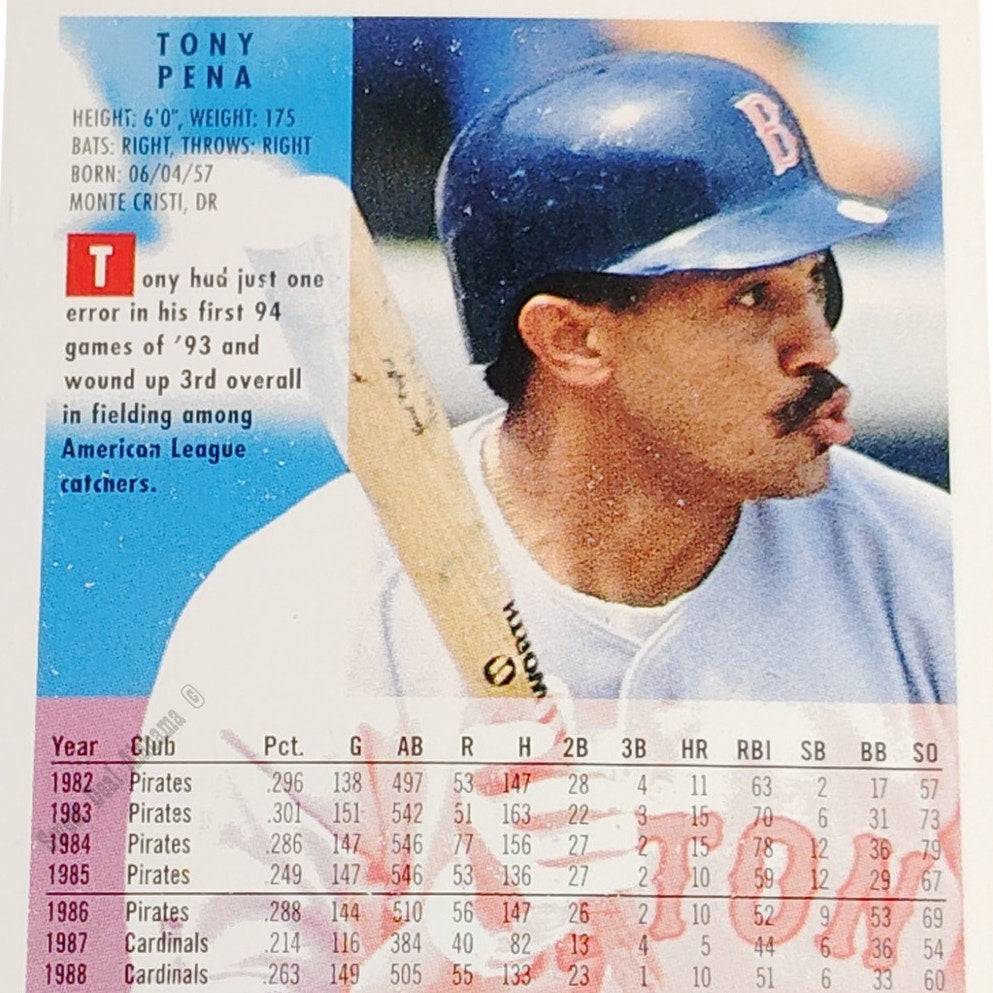 TONY
PENA
HEIGHT: 6'0", WEIGHT: 175
BATS: RIGHT, THROWS: RIGHT
BORN: 06/04/57
MONTE CRISTI, DR
Tony had just one
error in his first 94
games of '93 and
wound up 3rd overall
in fielding among
American League
catchers.
B
WORTH
Year Club Pct. G AB R H 2B 3B HR RBI SB BB SO
1982 Pirates .296 138 497 53 147 28 4 11 63 2 17 57
1983 Pirates .301 151 542 51 163 22 3 15 70 6 31 73
1984 Pirates .286 147 546 77 156 27 2 15 78 12 36 79
1985 Pirates .249 147 546 53 136 27 2 10 59 12 29 67
1986 Pirates .288 144 510 56 147 26 2 10 52 9 53 69
1987 Cardinals .214 116 384 40 82 13 4 5 44 6 36 54
1988 Cardinals .263 149 505 55 133 23 1 10 51 6 33 60
TON